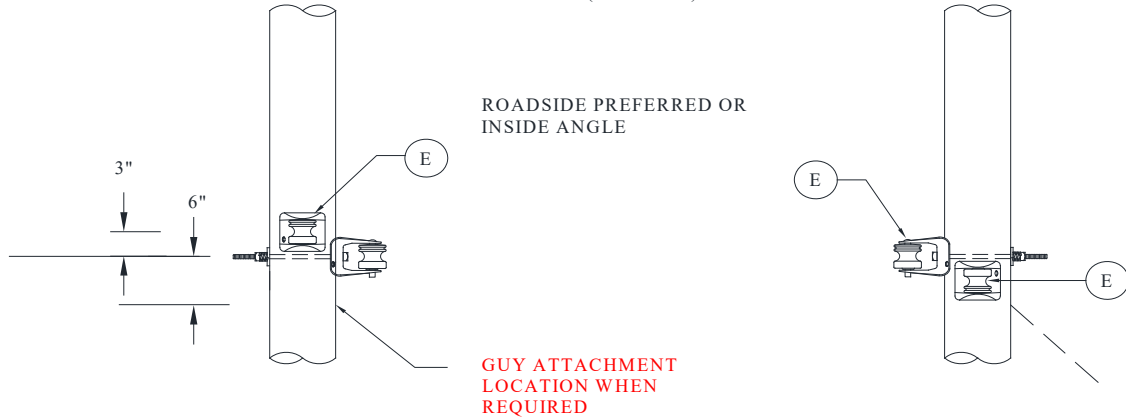 ROADSIDE PREFERRED OR
INSIDE ANGLE
E
3"
6"
E
E
GUY ATTACHMENT
LOCATION WHEN
REQUIRED